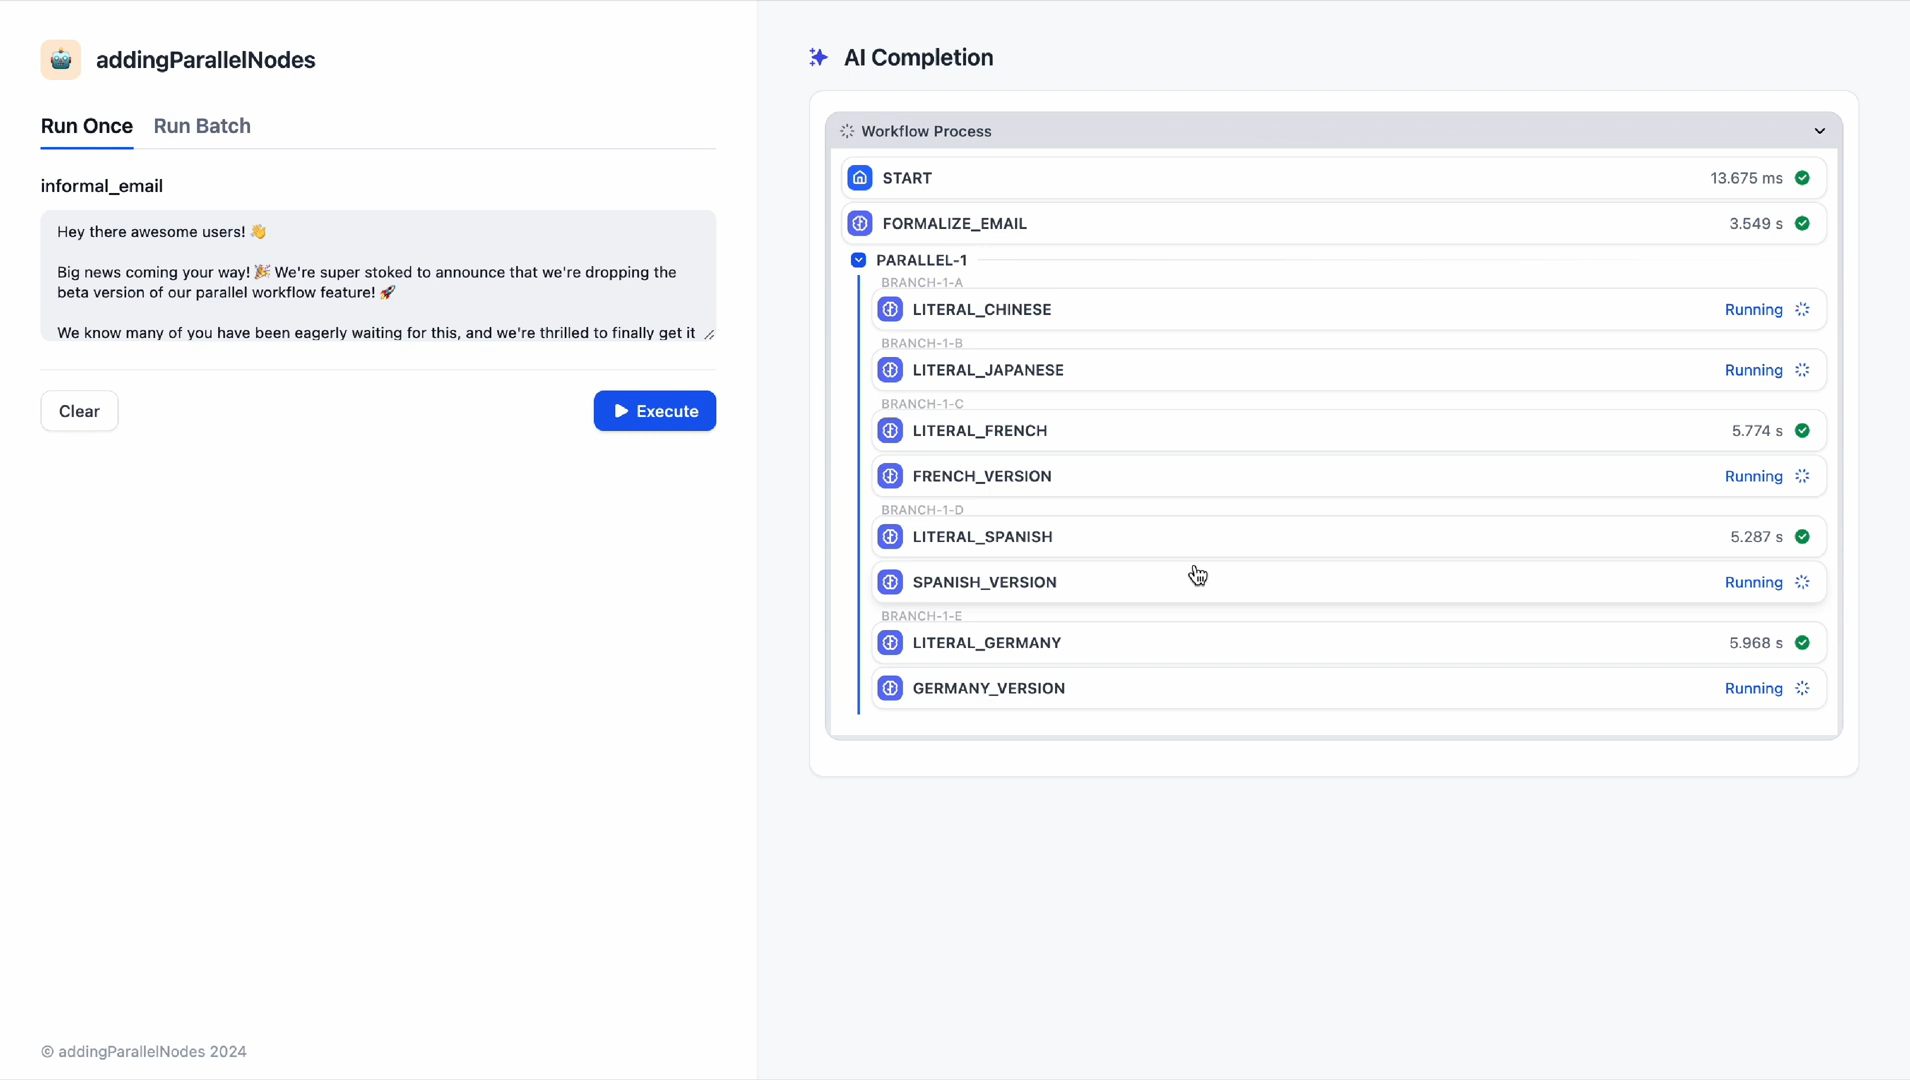 addingParallelNodes
Run Once
Run Batch
informal_email
Hey there awesome users! 👋
Big news coming your way! 🎉 We're super stoked to announce that we're dropping the
beta version of our parallel workflow feature! 🚀
We know many of you have been eagerly waiting for this, and we're thrilled to finally get it
Clear
Execute
© addingParallelNodes 2024
AI Completion
Workflow Process
START 13.675 ms
FORMALIZE_EMAIL 3.549 s
PARALLEL-1
BRANCH-1-A
LITERAL_CHINESE Running
BRANCH-1-B
LITERAL_JAPANESE Running
BRANCH-1-C
LITERAL_FRENCH 5.774 s
FRENCH_VERSION Running
BRANCH-1-D
LITERAL_SPANISH 5.287 s
SPANISH_VERSION Running
BRANCH-1-E
LITERAL_GERMANY 5.968 s
GERMANY_VERSION Running